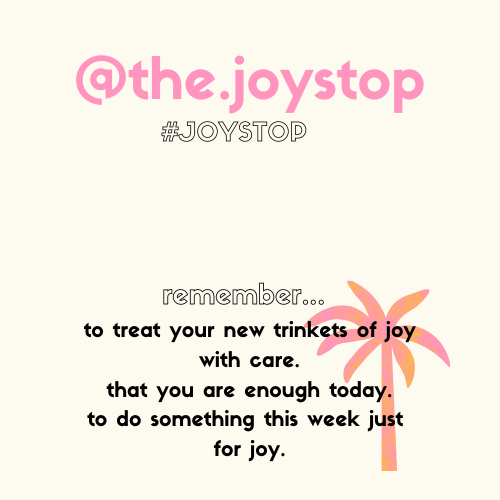 @the.joystop
#JOYSTOP
remember...
to treat your new trinkets of joy
with care.
that you are enough today.
to do something this week just
for joy.